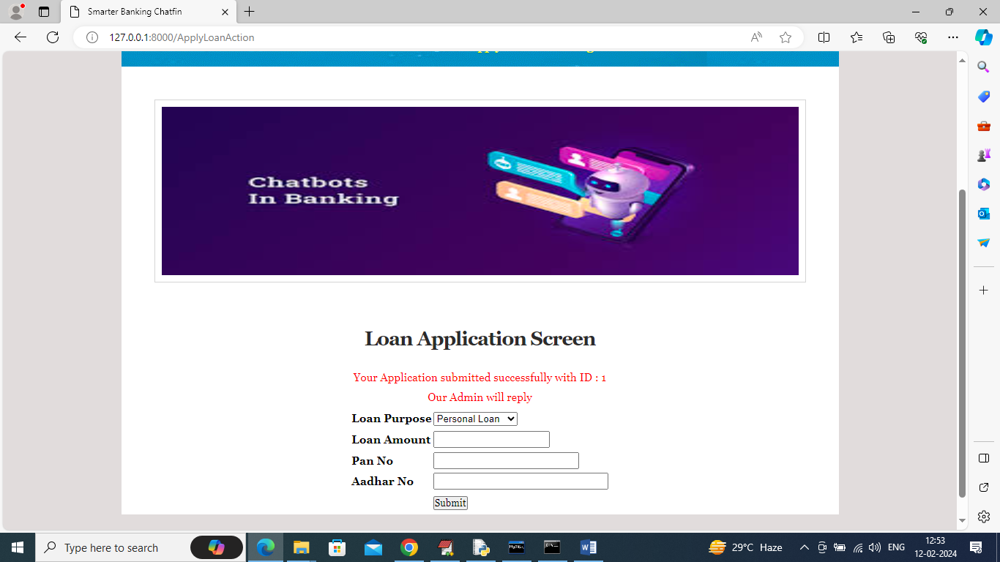 Smarter Banking Chatfin
127.0.0.1:8000/ApplyLoanAction
Chatbots
In Banking
Loan Application Screen
Your Application submitted successfully with ID : 1
Our Admin will reply
Loan Purpose Personal Loan
Loan Amount
Pan No
Aadhar No
Submit
Type here to search
29°C Haze
ENG
12:53
12-02-2024